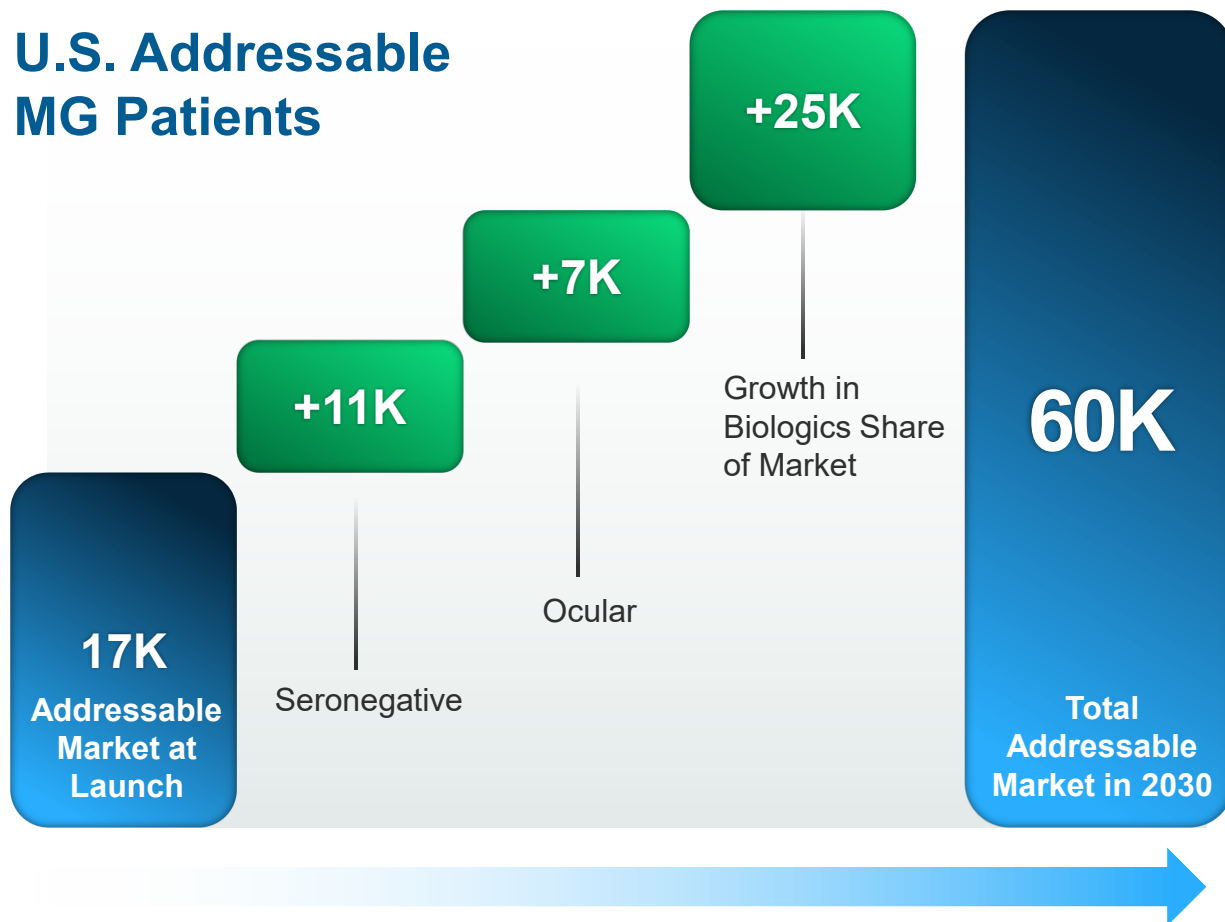 U.S. Addressable
MG Patients
+25K
+7K
+11K
Growth in
Biologics Share
of Market
60K
Ocular
17K
Addressable
Market at
Launch
Seronegative
Total
Addressable
Market in 2030